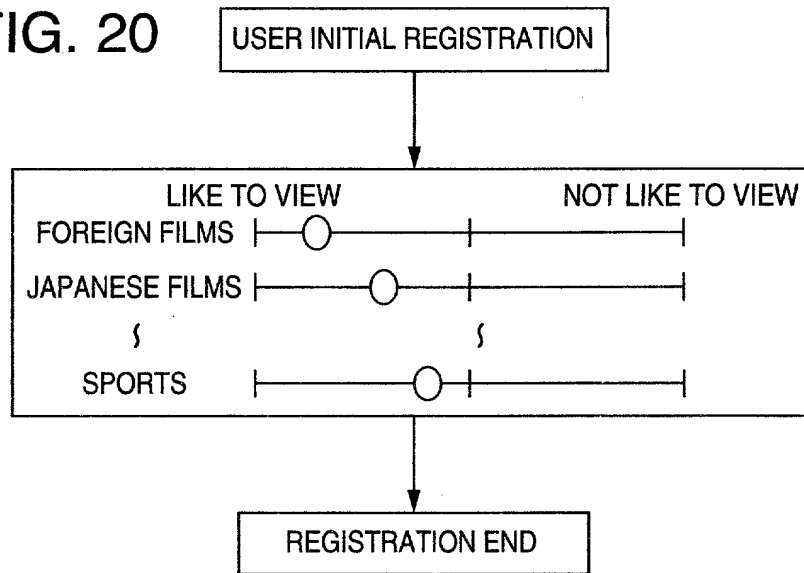 FIG. 20
USER INITIAL REGISTRATION
LIKE TO VIEW NOT LIKE TO VIEW
FOREIGN FILMS
JAPANESE FILMS
SPORTS
REGISTRATION END